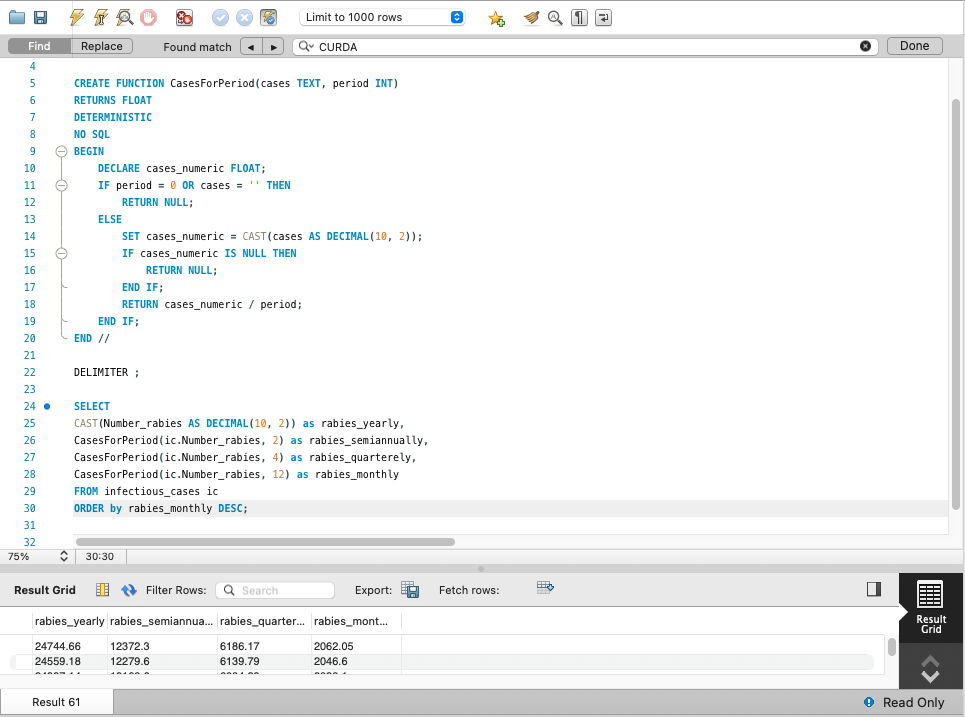 Limit to 1000 rows
Find Replace Found match CURDA Done
4
5 CREATE FUNCTION CasesForPeriod(cases TEXT, period INT)
6 RETURNS FLOAT
7 DETERMINISTIC
8 NO SQL
9 BEGIN
10 DECLARE cases_numeric FLOAT;
11 IF period = 0 OR cases = '' THEN
12 RETURN NULL;
13 ELSE
14 SET cases_numeric = CAST(cases AS DECIMAL(10, 2));
15 IF cases_numeric IS NULL THEN
16 RETURN NULL;
17 END IF;
18 RETURN cases_numeric / period;
19 END IF;
20 END //
21
22 DELIMITER ;
23
24 SELECT
25 CAST(Number_rabies AS DECIMAL(10, 2)) as rabies_yearly,
26 CasesForPeriod(ic.Number_rabies, 2) as rabies_semiannually,
27 CasesForPeriod(ic.Number_rabies, 4) as rabies_quarterely,
28 CasesForPeriod(ic.Number_rabies, 12) as rabies_monthly
29 FROM infectious_cases ic
30 ORDER by rabies_monthly DESC;
31
32
75% 30:30
Result Grid Filter Rows: Search Export: Fetch rows:
Result Grid
rabies_yearly rabies_semiannua... rabies_quarter... rabies_mont...
24744.66 12372.3 6186.17 2062.05
24559.18 12279.6 6139.79 2046.6
Result 61 Read Only